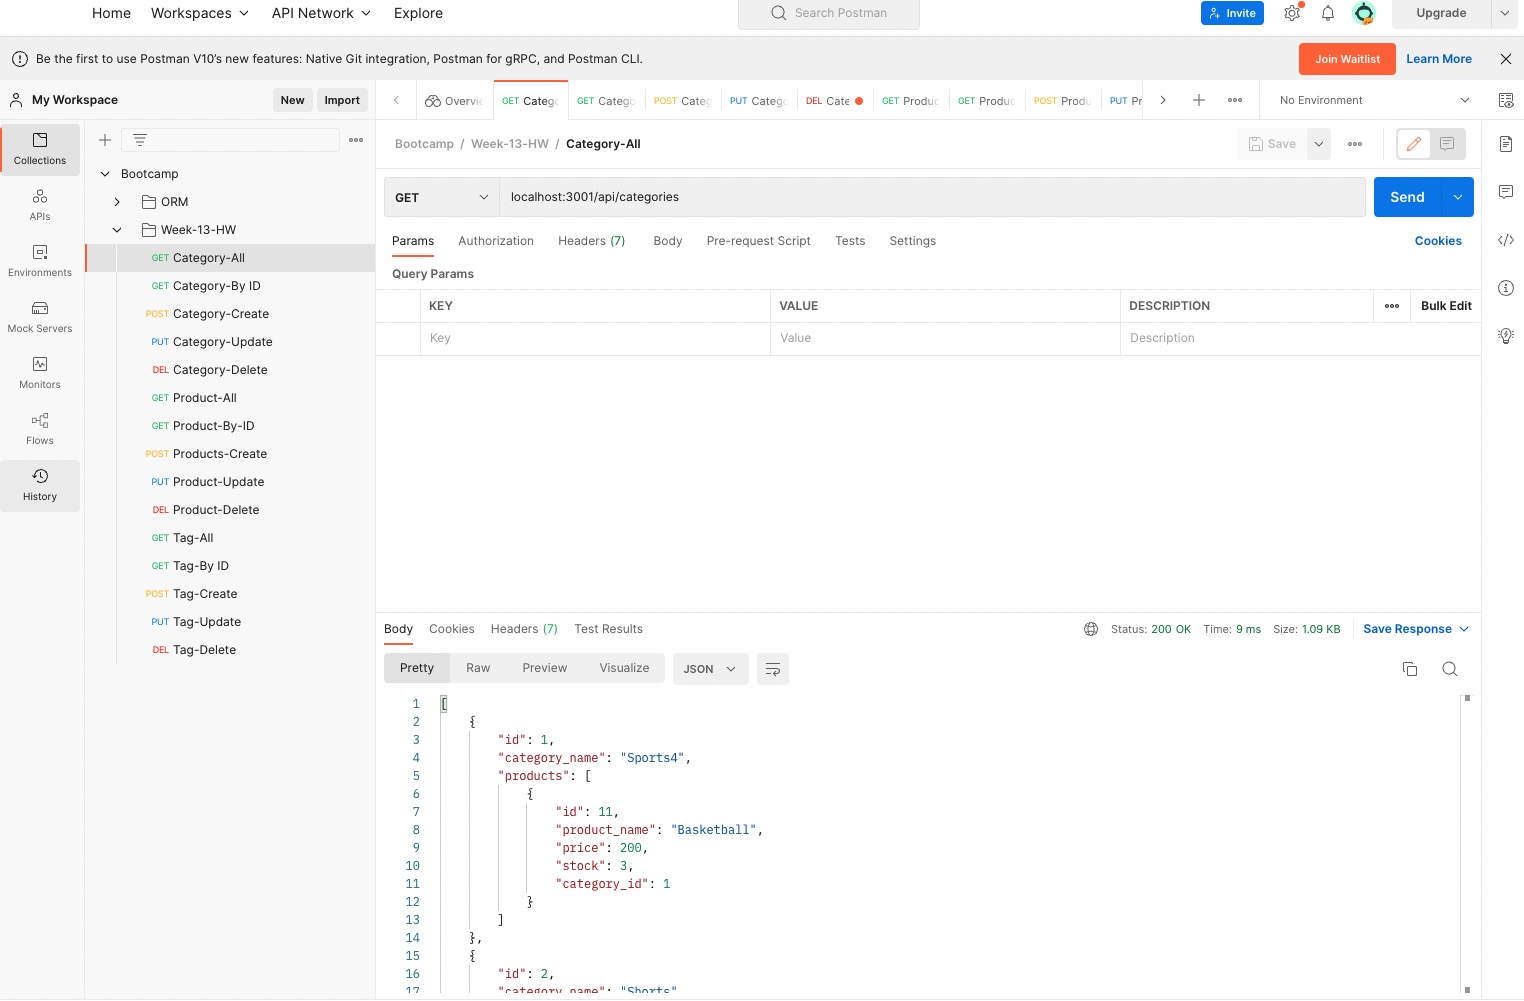 Home Workspaces API Network Explore Search Postman Invite Upgrade
Be the first to use Postman V10's new features: Native Git integration, Postman for gRPC, and Postman CLI. Join Waitlist Learn More
My Workspace New Import Overvie GET Catego GET Catego POST Categ PUT Catego DEL Cate GET Produc GET Produc POST Produ PUT Pr No Environment
Collections
APIs
Environments
Mock Servers
Monitors
Flows
History
Bootcamp
ORM
Week-13-HW
GET Category-All
GET Category-By ID
POST Category-Create
PUT Category-Update
DEL Category-Delete
GET Product-All
GET Product-By-ID
POST Products-Create
PUT Product-Update
DEL Product-Delete
GET Tag-All
GET Tag-By ID
POST Tag-Create
PUT Tag-Update
DEL Tag-Delete
Bootcamp / Week-13-HW / Category-All Save
GET localhost:3001/api/categories Send
Params Authorization Headers (7) Body Pre-request Script Tests Settings Cookies
Query Params
KEY VALUE DESCRIPTION Bulk Edit
Key Value Description
Body Cookies Headers (7) Test Results Status: 200 OK Time: 9 ms Size: 1.09 KB Save Response
Pretty Raw Preview Visualize JSON
1 [
2 {
3 "id": 1,
4 "category_name": "Sports4",
5 "products": [
6 {
7 "id": 11,
8 "product_name": "Basketball",
9 "price": 200,
10 "stock": 3,
11 "category_id": 1
12 }
13 ]
14 },
15 {
16 "id": 2,
17 "category_name": "Shorts"